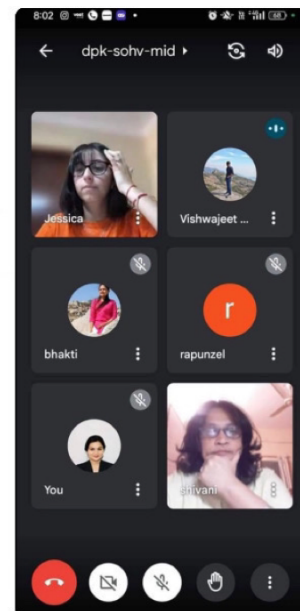 8:02
dpk-sohv-mid
Jessica
Vishwajeet ...
bhakti
r
rapunzel
You
shivani